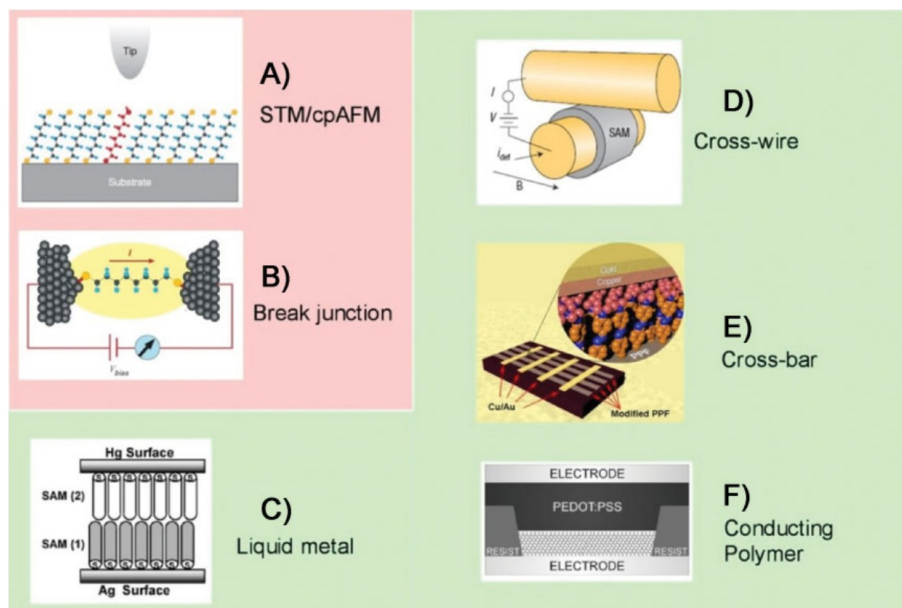 Tip
Substrate
A)
STM/cpAFM
I
V bias
B)
Break junction
Hg Surface
SAM (2)
SAM (1)
Ag Surface
C)
Liquid metal
I
V
SAM
i def
B
D)
Cross-wire
Gold
Copper
PPF
Cu/Au
Modified PPF
E)
Cross-bar
ELECTRODE
PEDOT:PSS
RESIST
RESIST
ELECTRODE
F)
Conducting
Polymer